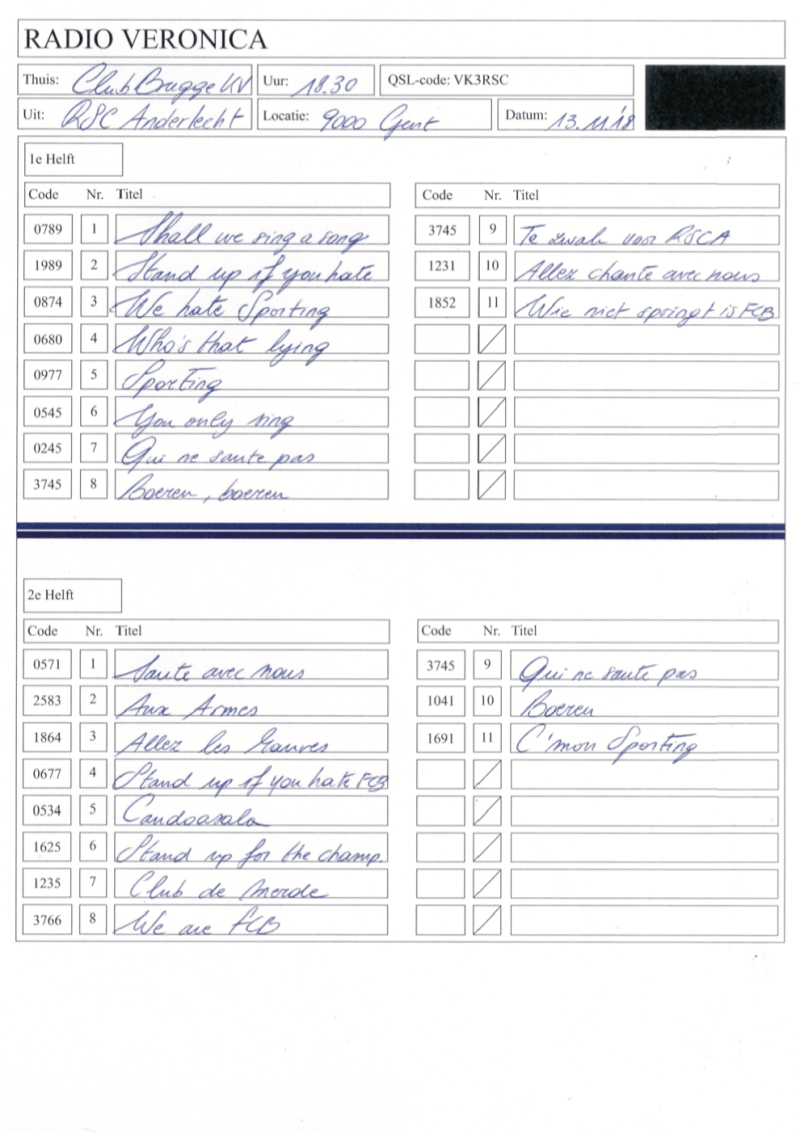 RADIO VERONICA
Thuis: Club Brugge KV Uur: 18.30 QSL-code: VK3RSC
Uit: RSC Anderlecht Locatie: 9000 Gent Datum: 13.11.'18
1e Helft
Code Nr. Titel
0789 1 Shall we sing a song
1989 2 Stand up if you hate
0874 3 We hate Sporting
0680 4 Who's that lying
0977 5 Sporting
0545 6 You only sing
0245 7 Qui ne saute pas
3745 8 Boeren, boeren
Code Nr. Titel
3745 9 Te zwak voor RSCA
1231 10 Allez chante avec nous
1852 11 Wie niet springt is FCB
2e Helft
Code Nr. Titel
0571 1 Saute avec nous
2583 2 Aux Armes
1864 3 Allez les Mauves
0677 4 Stand up if you hate FCB
0534 5
1625 6 Stand up for the champ.
1235 7 Club de Merde
3766 8 We are FCB
Code Nr. Titel
3745 9 Qui ne saute pas
1041 10 Boeren
1691 11 C'mon Sporting